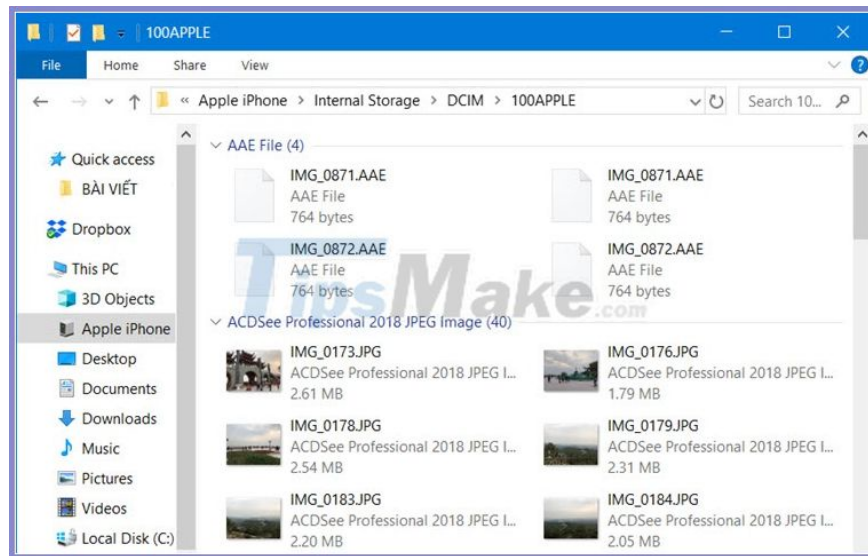 100APPLE
File Home Share View
« Apple iPhone > Internal Storage > DCIM > 100APPLE
Search 10...
Quick access
BÀI VIẾT
Dropbox
This PC
3D Objects
Apple iPhone
Desktop
Documents
Downloads
Music
Pictures
Videos
Local Disk (C:)
AAE File (4)
IMG_0871.AAE
AAE File
764 bytes
IMG_0871.AAE
AAE File
764 bytes
IMG_0872.AAE
AAE File
764 bytes
IMG_0872.AAE
AAE File
764 bytes
TipsMake.com
ACDSee Professional 2018 JPEG Image (40)
IMG_0173.JPG
ACDSee Professional 2018 JPEG I...
2.61 MB
IMG_0176.JPG
ACDSee Professional 2018 JPEG I...
1.79 MB
IMG_0178.JPG
ACDSee Professional 2018 JPEG I...
2.54 MB
IMG_0179.JPG
ACDSee Professional 2018 JPEG I...
2.31 MB
IMG_0183.JPG
ACDSee Professional 2018 JPEG I...
2.20 MB
IMG_0184.JPG
ACDSee Professional 2018 JPEG I...
2.05 MB